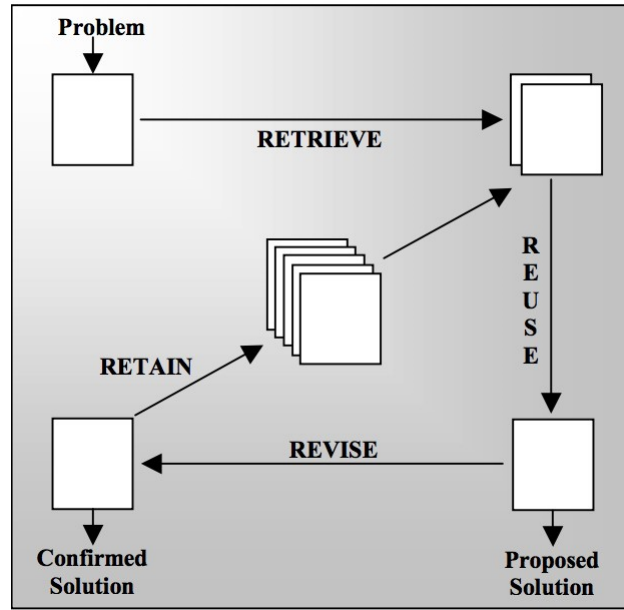 Problem
RETRIEVE
R
E
U
S
E
RETAIN
REVISE
Confirmed
Solution
Proposed
Solution